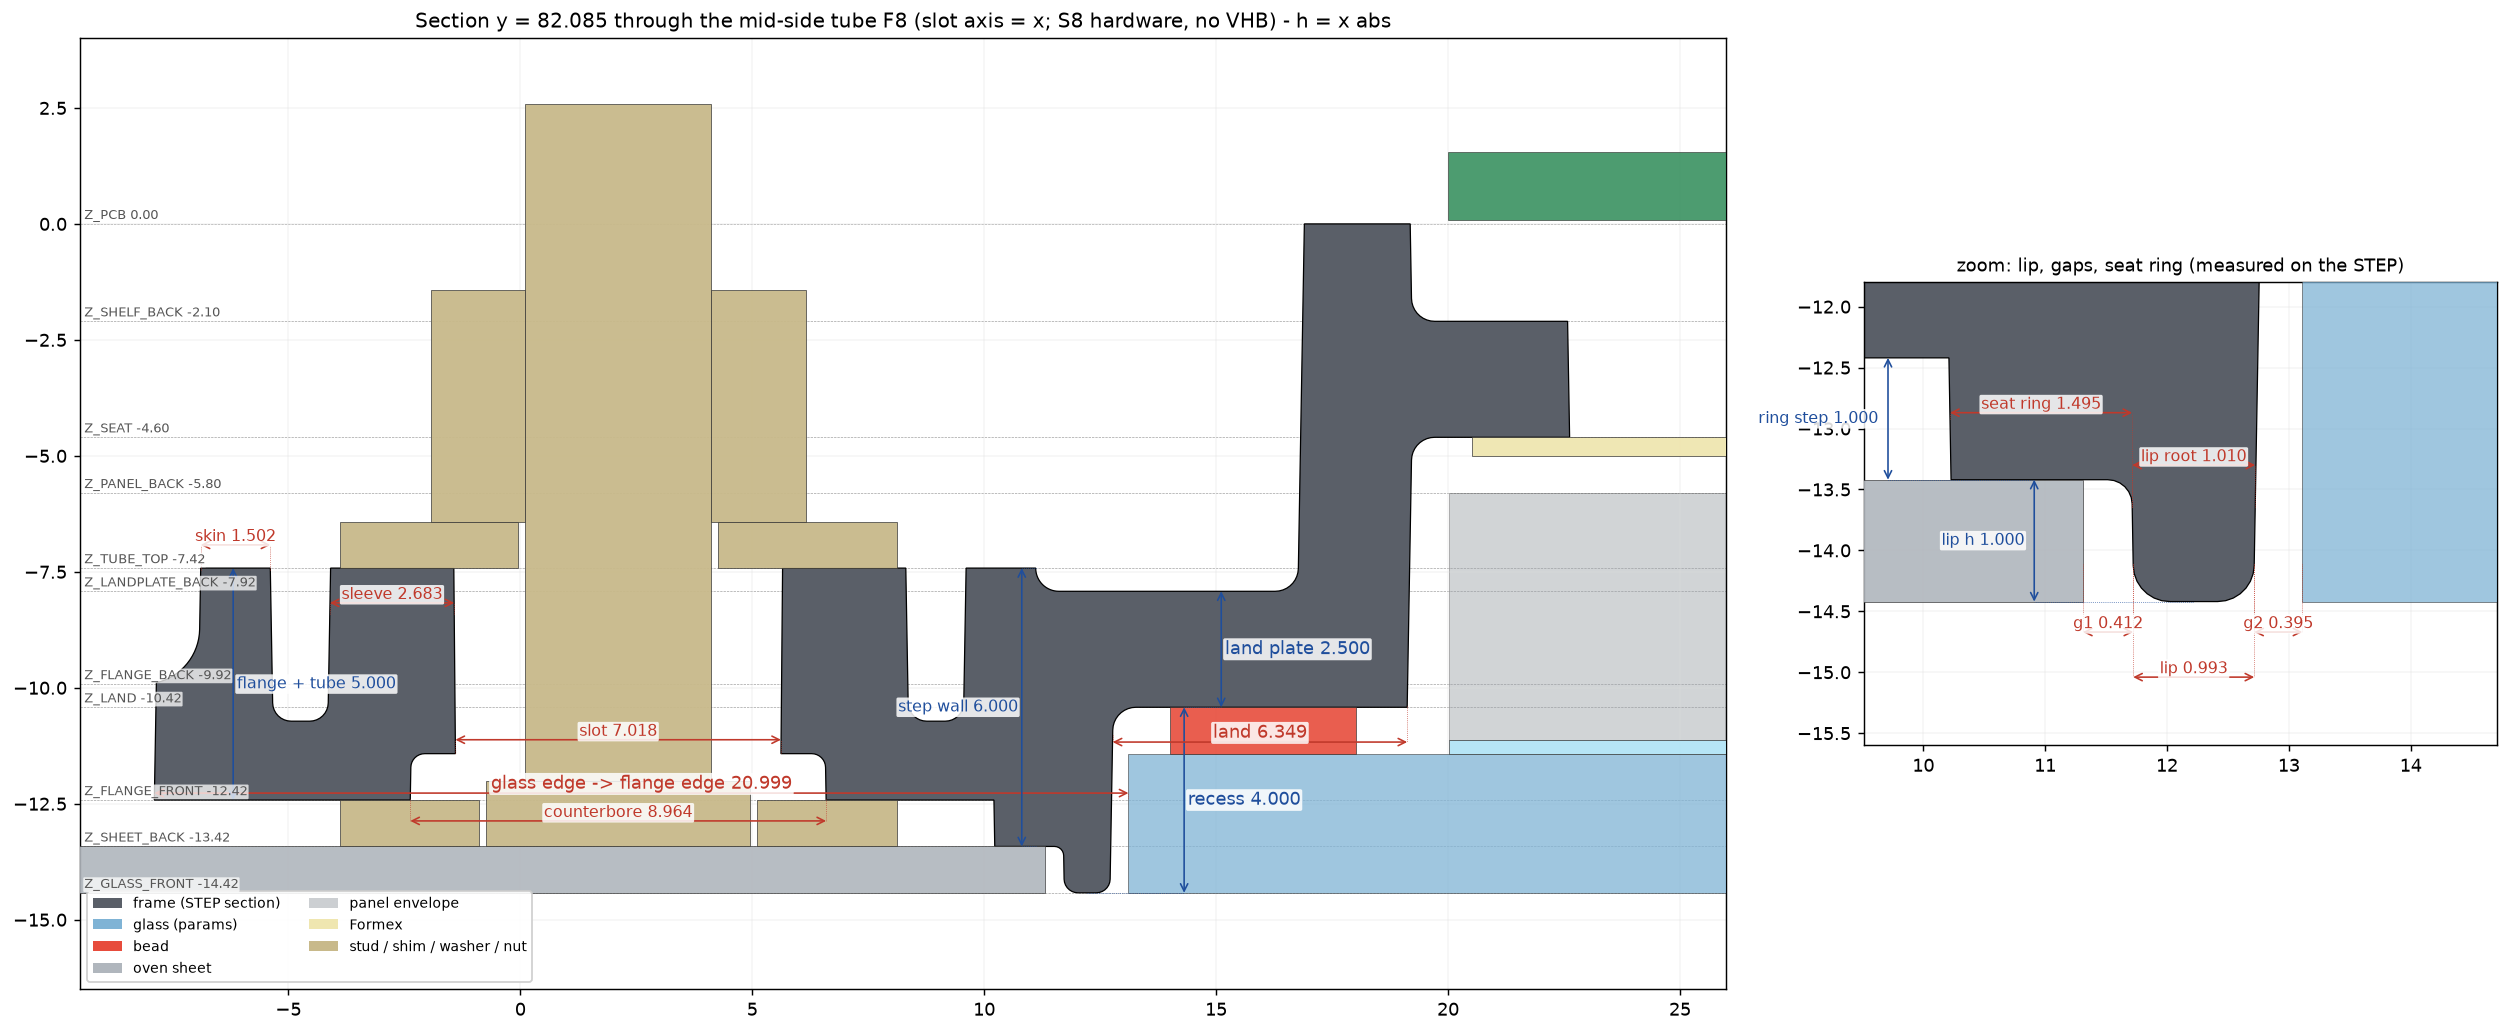 Section y = 82.085 through the mid-side tube F8 (slot axis = x; S8 hardware, no VHB) - h = x abs
2.5
0.0
−2.5
−5.0
−7.5
−10.0
−12.5
−15.0
Z_PCB 0.00
Z_SHELF_BACK -2.10
Z_SEAT -4.60
Z_PANEL_BACK -5.80
skin 1.502
Z_TUBE_TOP -7.42
Z_LANDPLATE_BACK -7.92
sleeve 2.683
land plate 2.500
Z_FLANGE_BACK -9.92
flange + tube 5.000
Z_LAND -10.42
step wall 6.000
slot 7.018
land 6.349
glass edge -> flange edge 20.999
Z_FLANGE_FRONT -12.42
recess 4.000
counterbore 8.964
Z_SHEET_BACK -13.42
Z_GLASS_FRONT -14.42
frame (STEP section)
glass (params)
bead
oven sheet
panel envelope
Formex
stud / shim / washer / nut
−5
0
5
10
15
20
25
zoom: lip, gaps, seat ring (measured on the STEP)
−12.0
−12.5
−13.0
−13.5
−14.0
−14.5
−15.0
−15.5
seat ring 1.495
ring step 1.000
lip root 1.010
lip h 1.000
g1 0.412
g2 0.395
lip 0.993
10
11
12
13
14